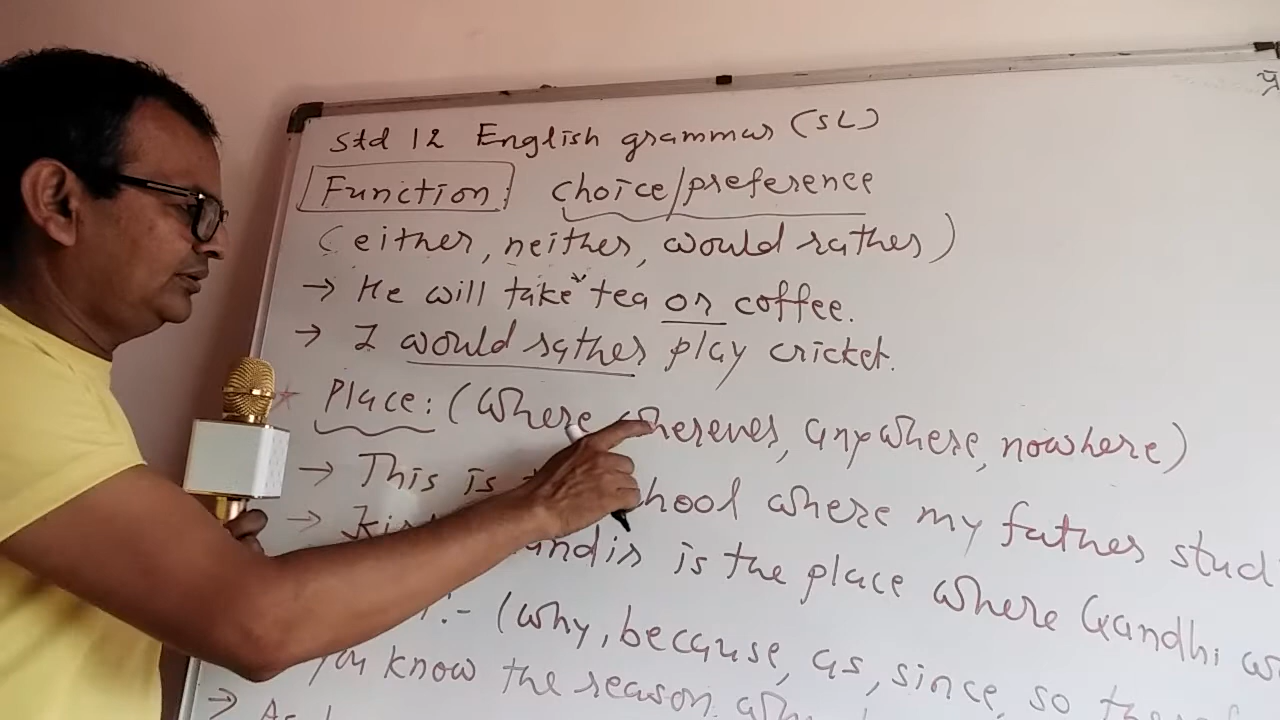 Std 12 English grammar (SL)
Function: choice/preference
(either, neither, would rather)
→ He will take tea or coffee.
→ I would rather play cricket.
* Place: (Where wherever, anywhere, nowhere)
→ This is where my father
→ is the place where Gandhi
:- (Why, because, as, since, so
you know the reason
→